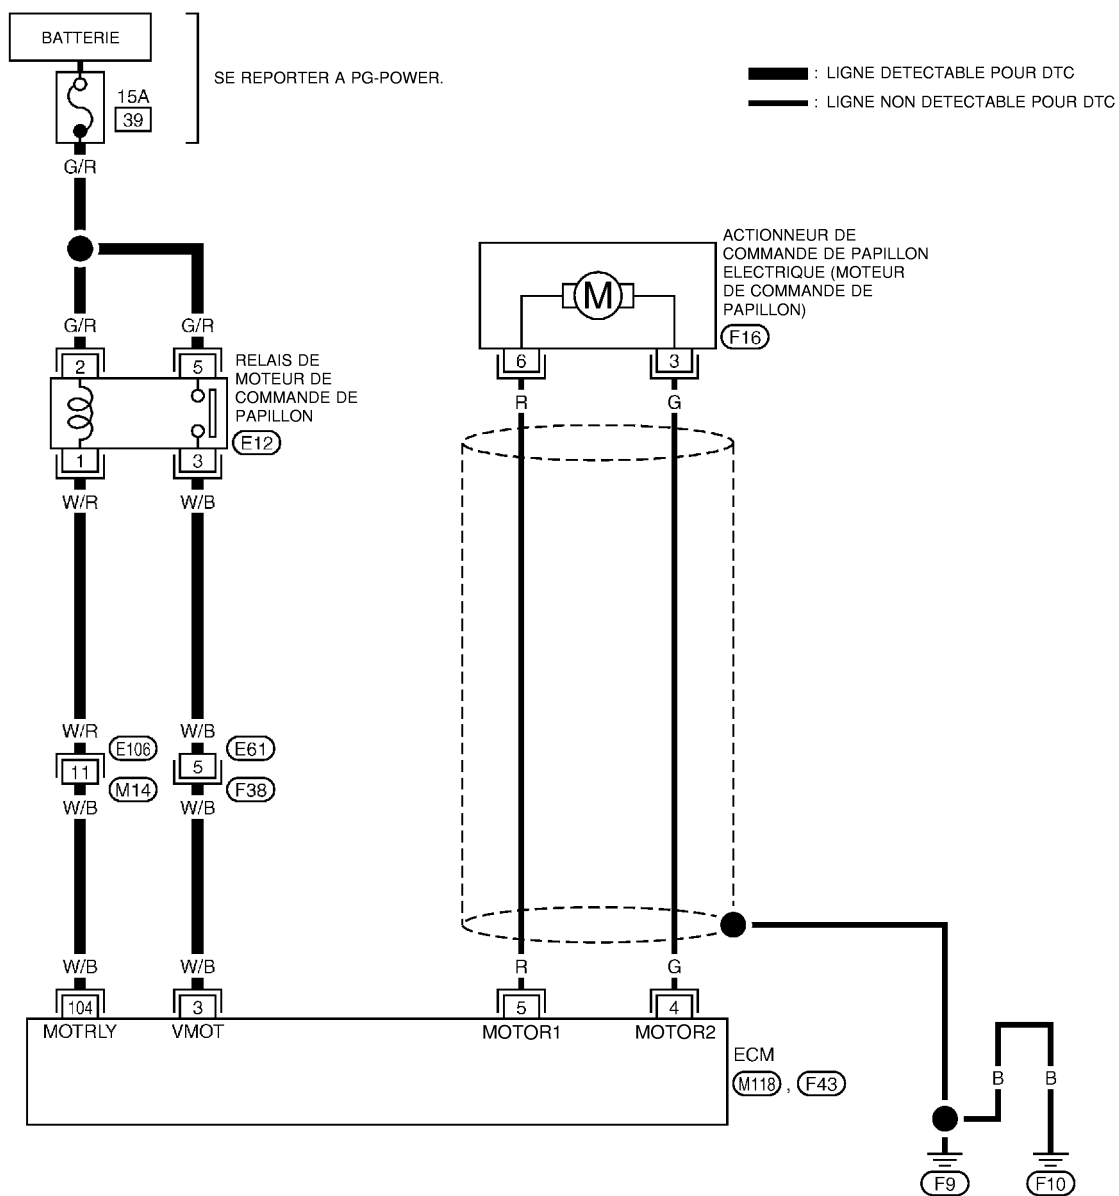 BATTERIE
15A
39
SE REPORTER A PG-POWER.
: LIGNE DETECTABLE POUR DTC
: LIGNE NON DETECTABLE POUR DTC
G/R
G/R
G/R
2
5
RELAIS DE
MOTEUR DE
COMMANDE DE
PAPILLON
E12
1
3
W/R
W/B
ACTIONNEUR DE
COMMANDE DE PAPILLON
ELECTRIQUE (MOTEUR
DE COMMANDE DE
PAPILLON)
F16
M
6
3
R
G
W/R
W/B
E106
E61
11
5
M14
F38
W/B
W/B
W/B
W/B
R
G
104
3
5
4
MOTRLY
VMOT
MOTOR1
MOTOR2
ECM
M118 , F43
B
B
F9
F10